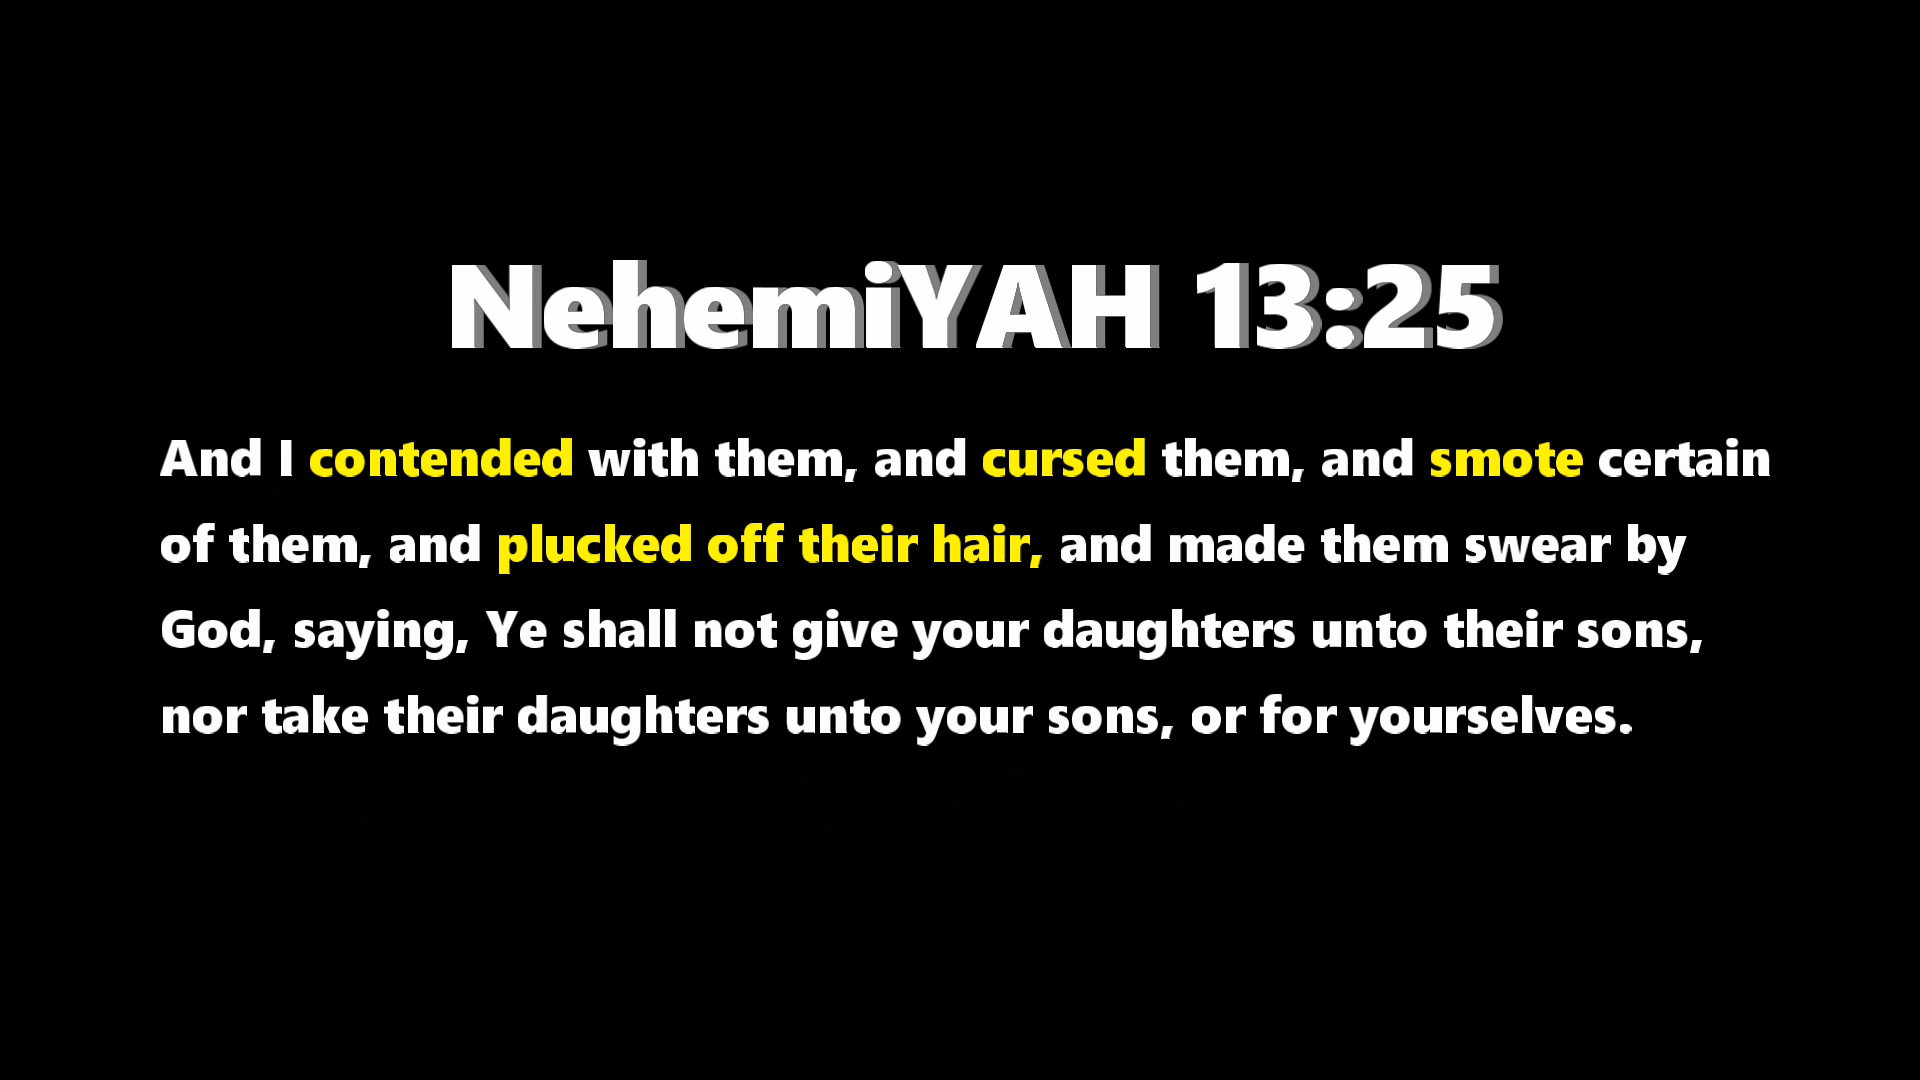 NehemiYAH 13:25
And I contended with them, and cursed them, and smote certain
of them, and plucked off their hair, and made them swear by
God, saying, Ye shall not give your daughters unto their sons,
nor take their daughters unto your sons, or for yourselves.